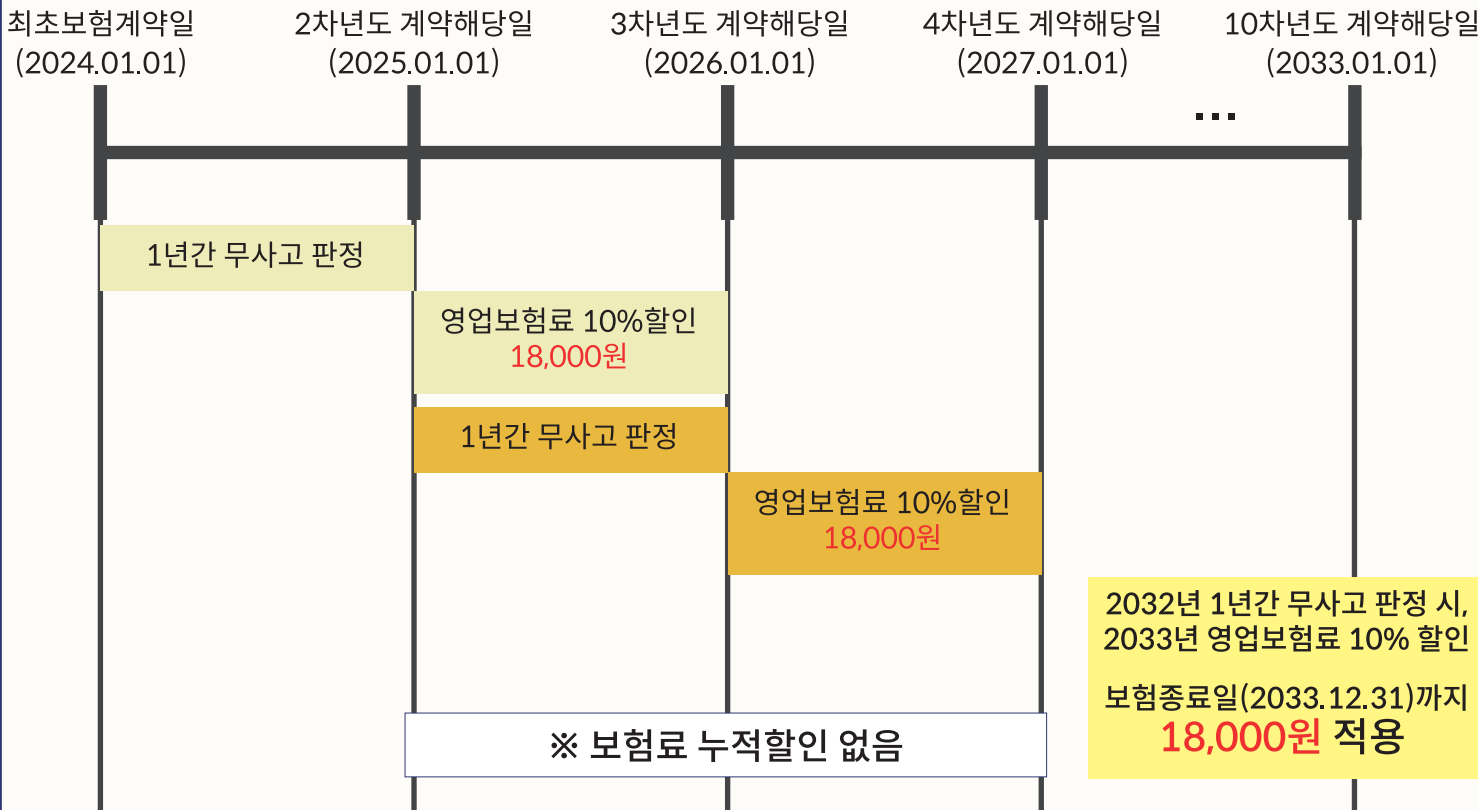 최초보험계약일
(2024.01.01)
2차년도 계약해당일
(2025.01.01)
3차년도 계약해당일
(2026.01.01)
4차년도 계약해당일
(2027.01.01)
10차년도 계약해당일
(2033.01.01)
...
1년간 무사고 판정
영업보험료 10%할인
18,000원
1년간 무사고 판정
영업보험료 10%할인
18,000원
2032년 1년간 무사고 판정 시,
2033년 영업보험료 10% 할인
보험종료일(2033.12.31)까지
18,000원 적용
※ 보험료 누적할인 없음